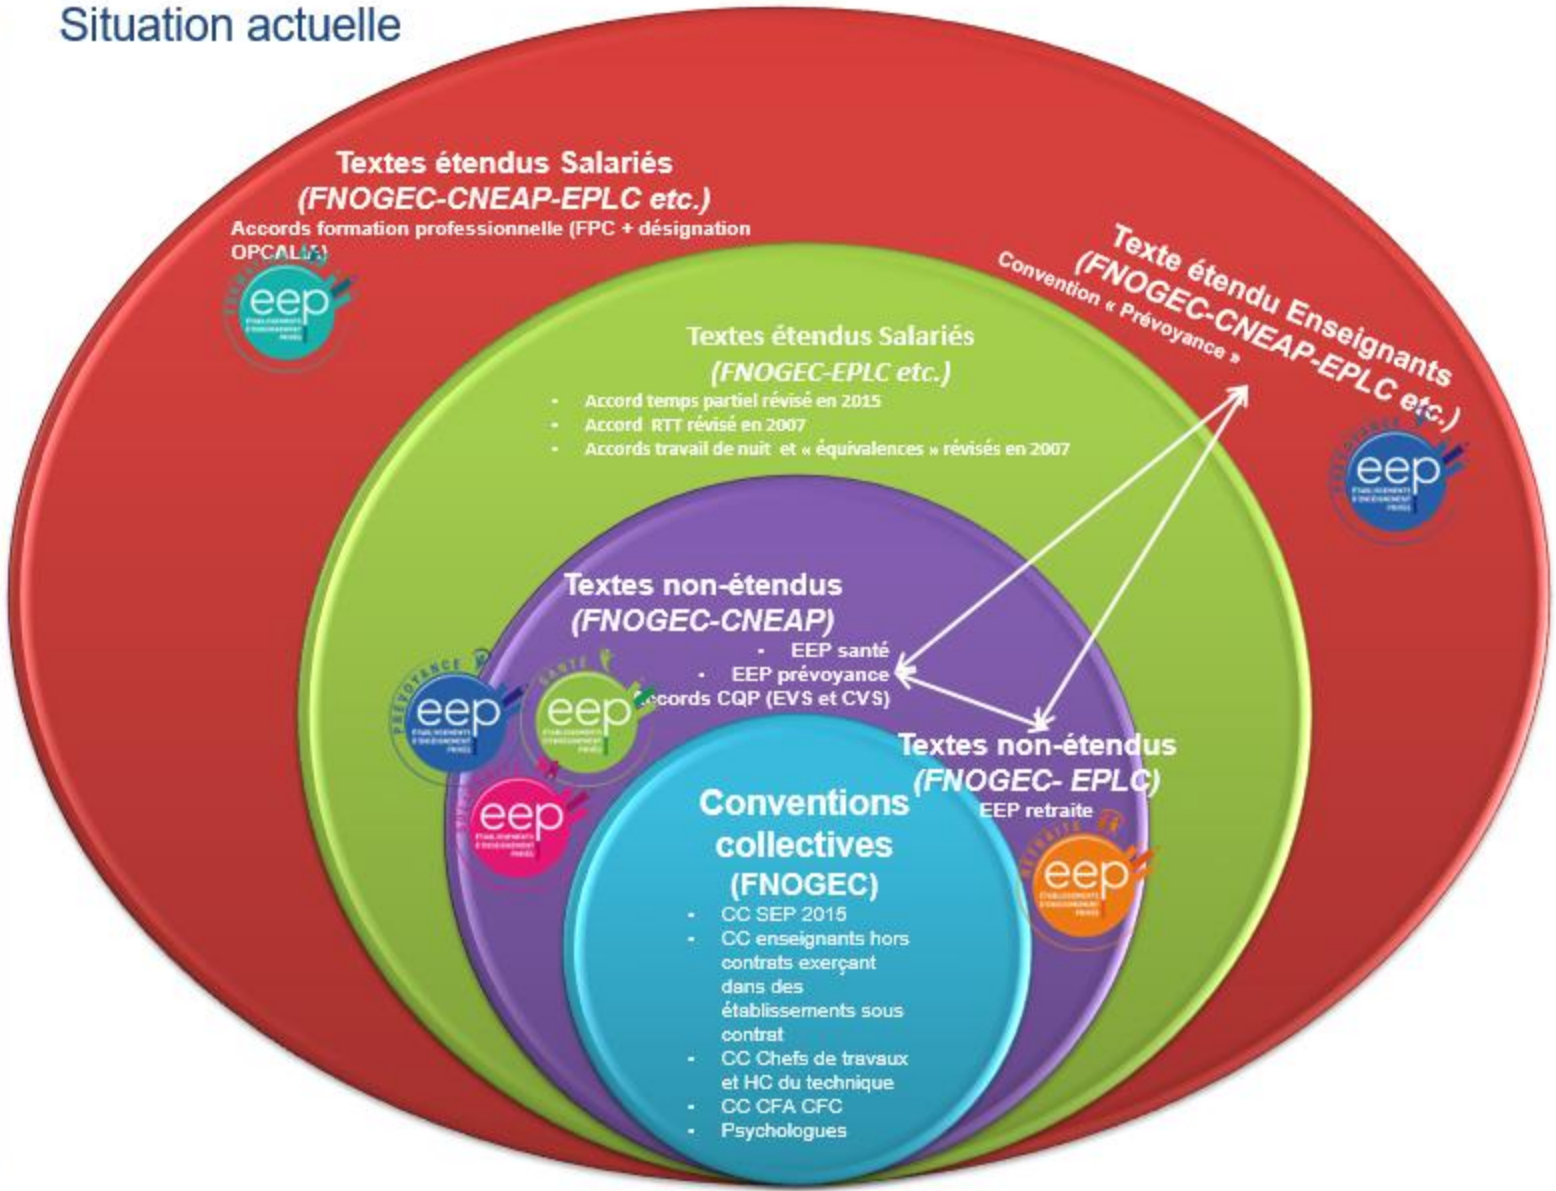 Situation actuelle
Textes étendus Salariés
(FNOGEC-CNEAP-EPLC etc.)
Accords formation professionnelle (FPC + désignation
eep
Texte étendu Enseignants
(FNOGEC-CNEAP-EPLC etc.)
Convention « Prévoyance »
eep
Textes étendus Salariés
(FNOGEC-EPLC etc.)
- Accord temps partiel révisé en 2015
- Accord RTT révisé en 2007
- Accords travail de nuit et « équivalences » révisés en 2007
Textes non-étendus
(FNOGEC-CNEAP)
- EEP santé
- EEP prévoyance
Accords CQP (EVS et CVS)
PRÉVOYANCE
eep
SANTÉ
eep
eep
Textes non-étendus
(FNOGEC- EPLC)
EEP retraite
RETRAITE
eep
Conventions
collectives
(FNOGEC)
- CC SEP 2015
- CC enseignants hors
contrats exerçant
dans des
établissements sous
contrat
- CC Chefs de travaux
et HC du technique
- CC CFA CFC
- Psychologues